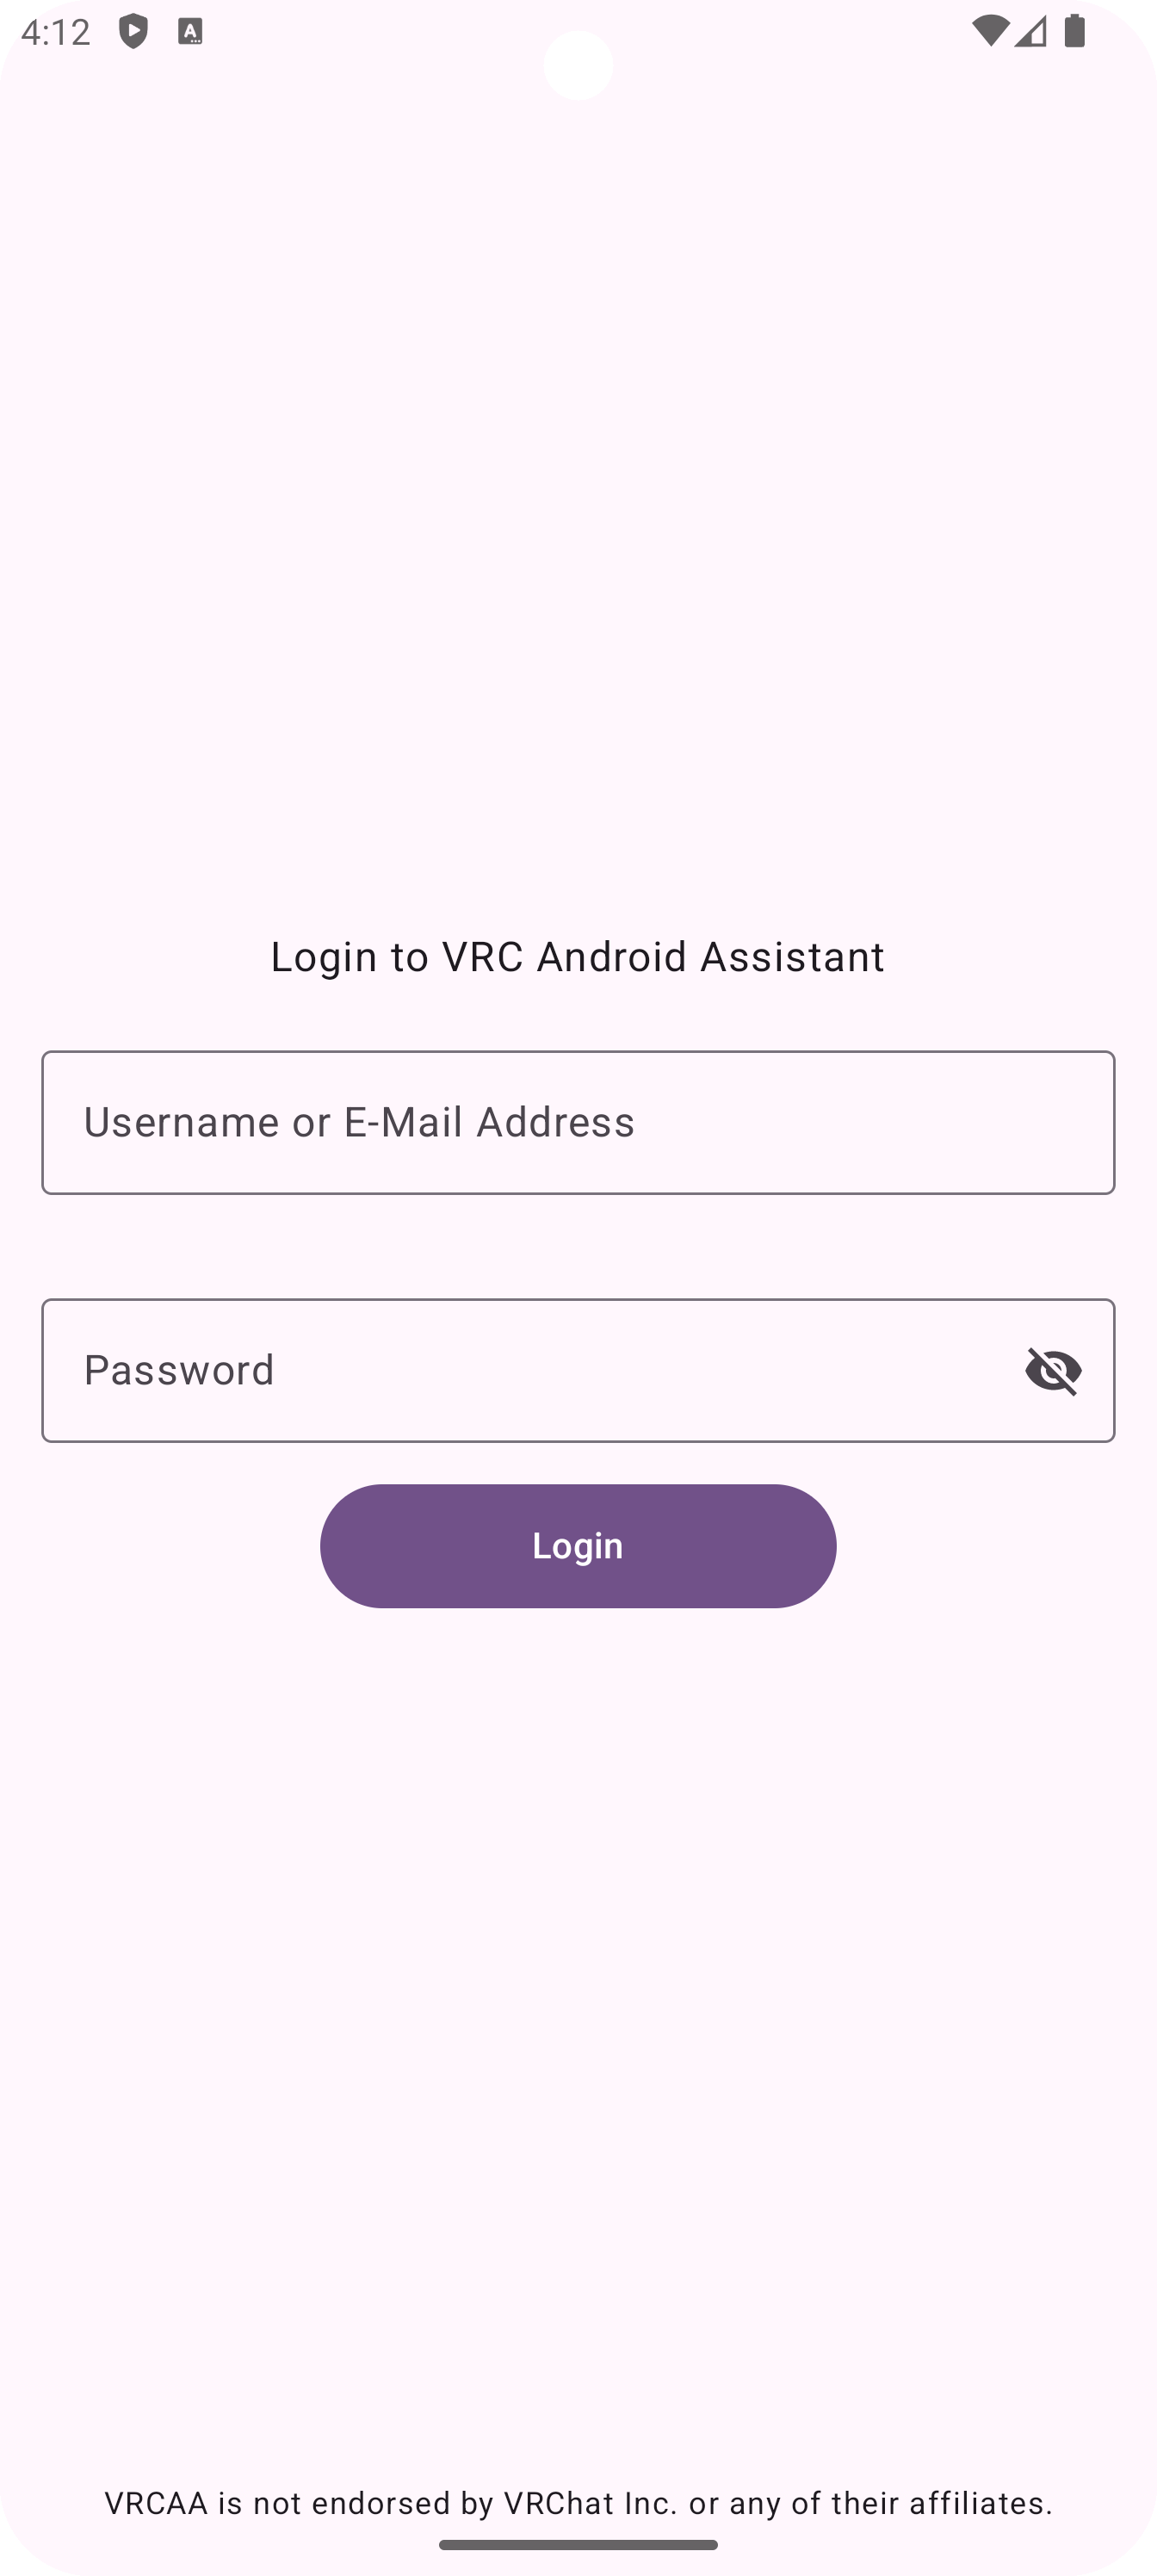 4:12
Login to VRC Android Assistant
Username or E-Mail Address
Password
Login
VRCAA is not endorsed by VRChat Inc. or any of their affiliates.